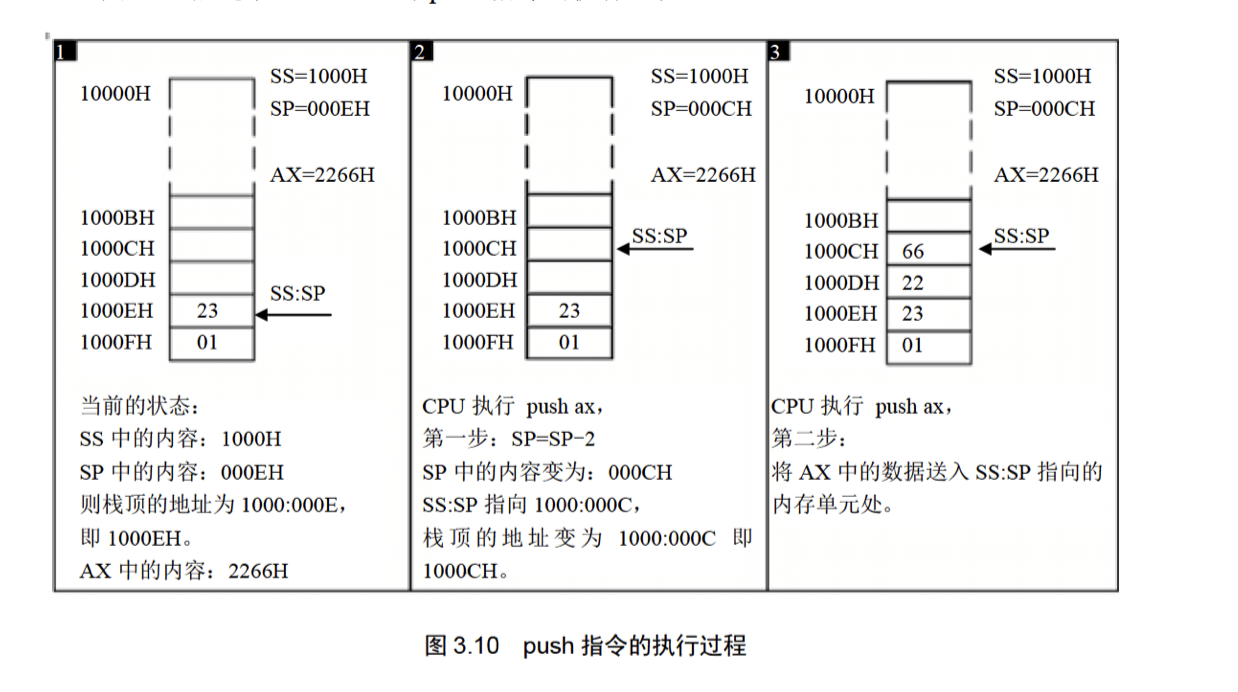 1
SS=1000H
10000H
SP=000EH
AX=2266H
1000BH
1000CH
1000DH
SS:SP
1000EH 23
1000FH 01
当前的状态：
SS 中的内容：1000H
SP 中的内容：000EH
则栈顶的地址为 1000:000E，
即 1000EH。
AX 中的内容：2266H
2
SS=1000H
10000H
SP=000CH
AX=2266H
1000BH
SS:SP
1000CH
1000DH
1000EH 23
1000FH 01
CPU 执行 push ax，
第一步：SP=SP-2
SP 中的内容变为：000CH
SS:SP 指向 1000:000C，
栈顶的地址变为 1000:000C 即
1000CH。
3
SS=1000H
10000H
SP=000CH
AX=2266H
1000BH
SS:SP
1000CH 66
1000DH 22
1000EH 23
1000FH 01
CPU 执行 push ax，
第二步：
将 AX 中的数据送入 SS:SP 指向的
内存单元处。
图 3.10 push 指令的执行过程